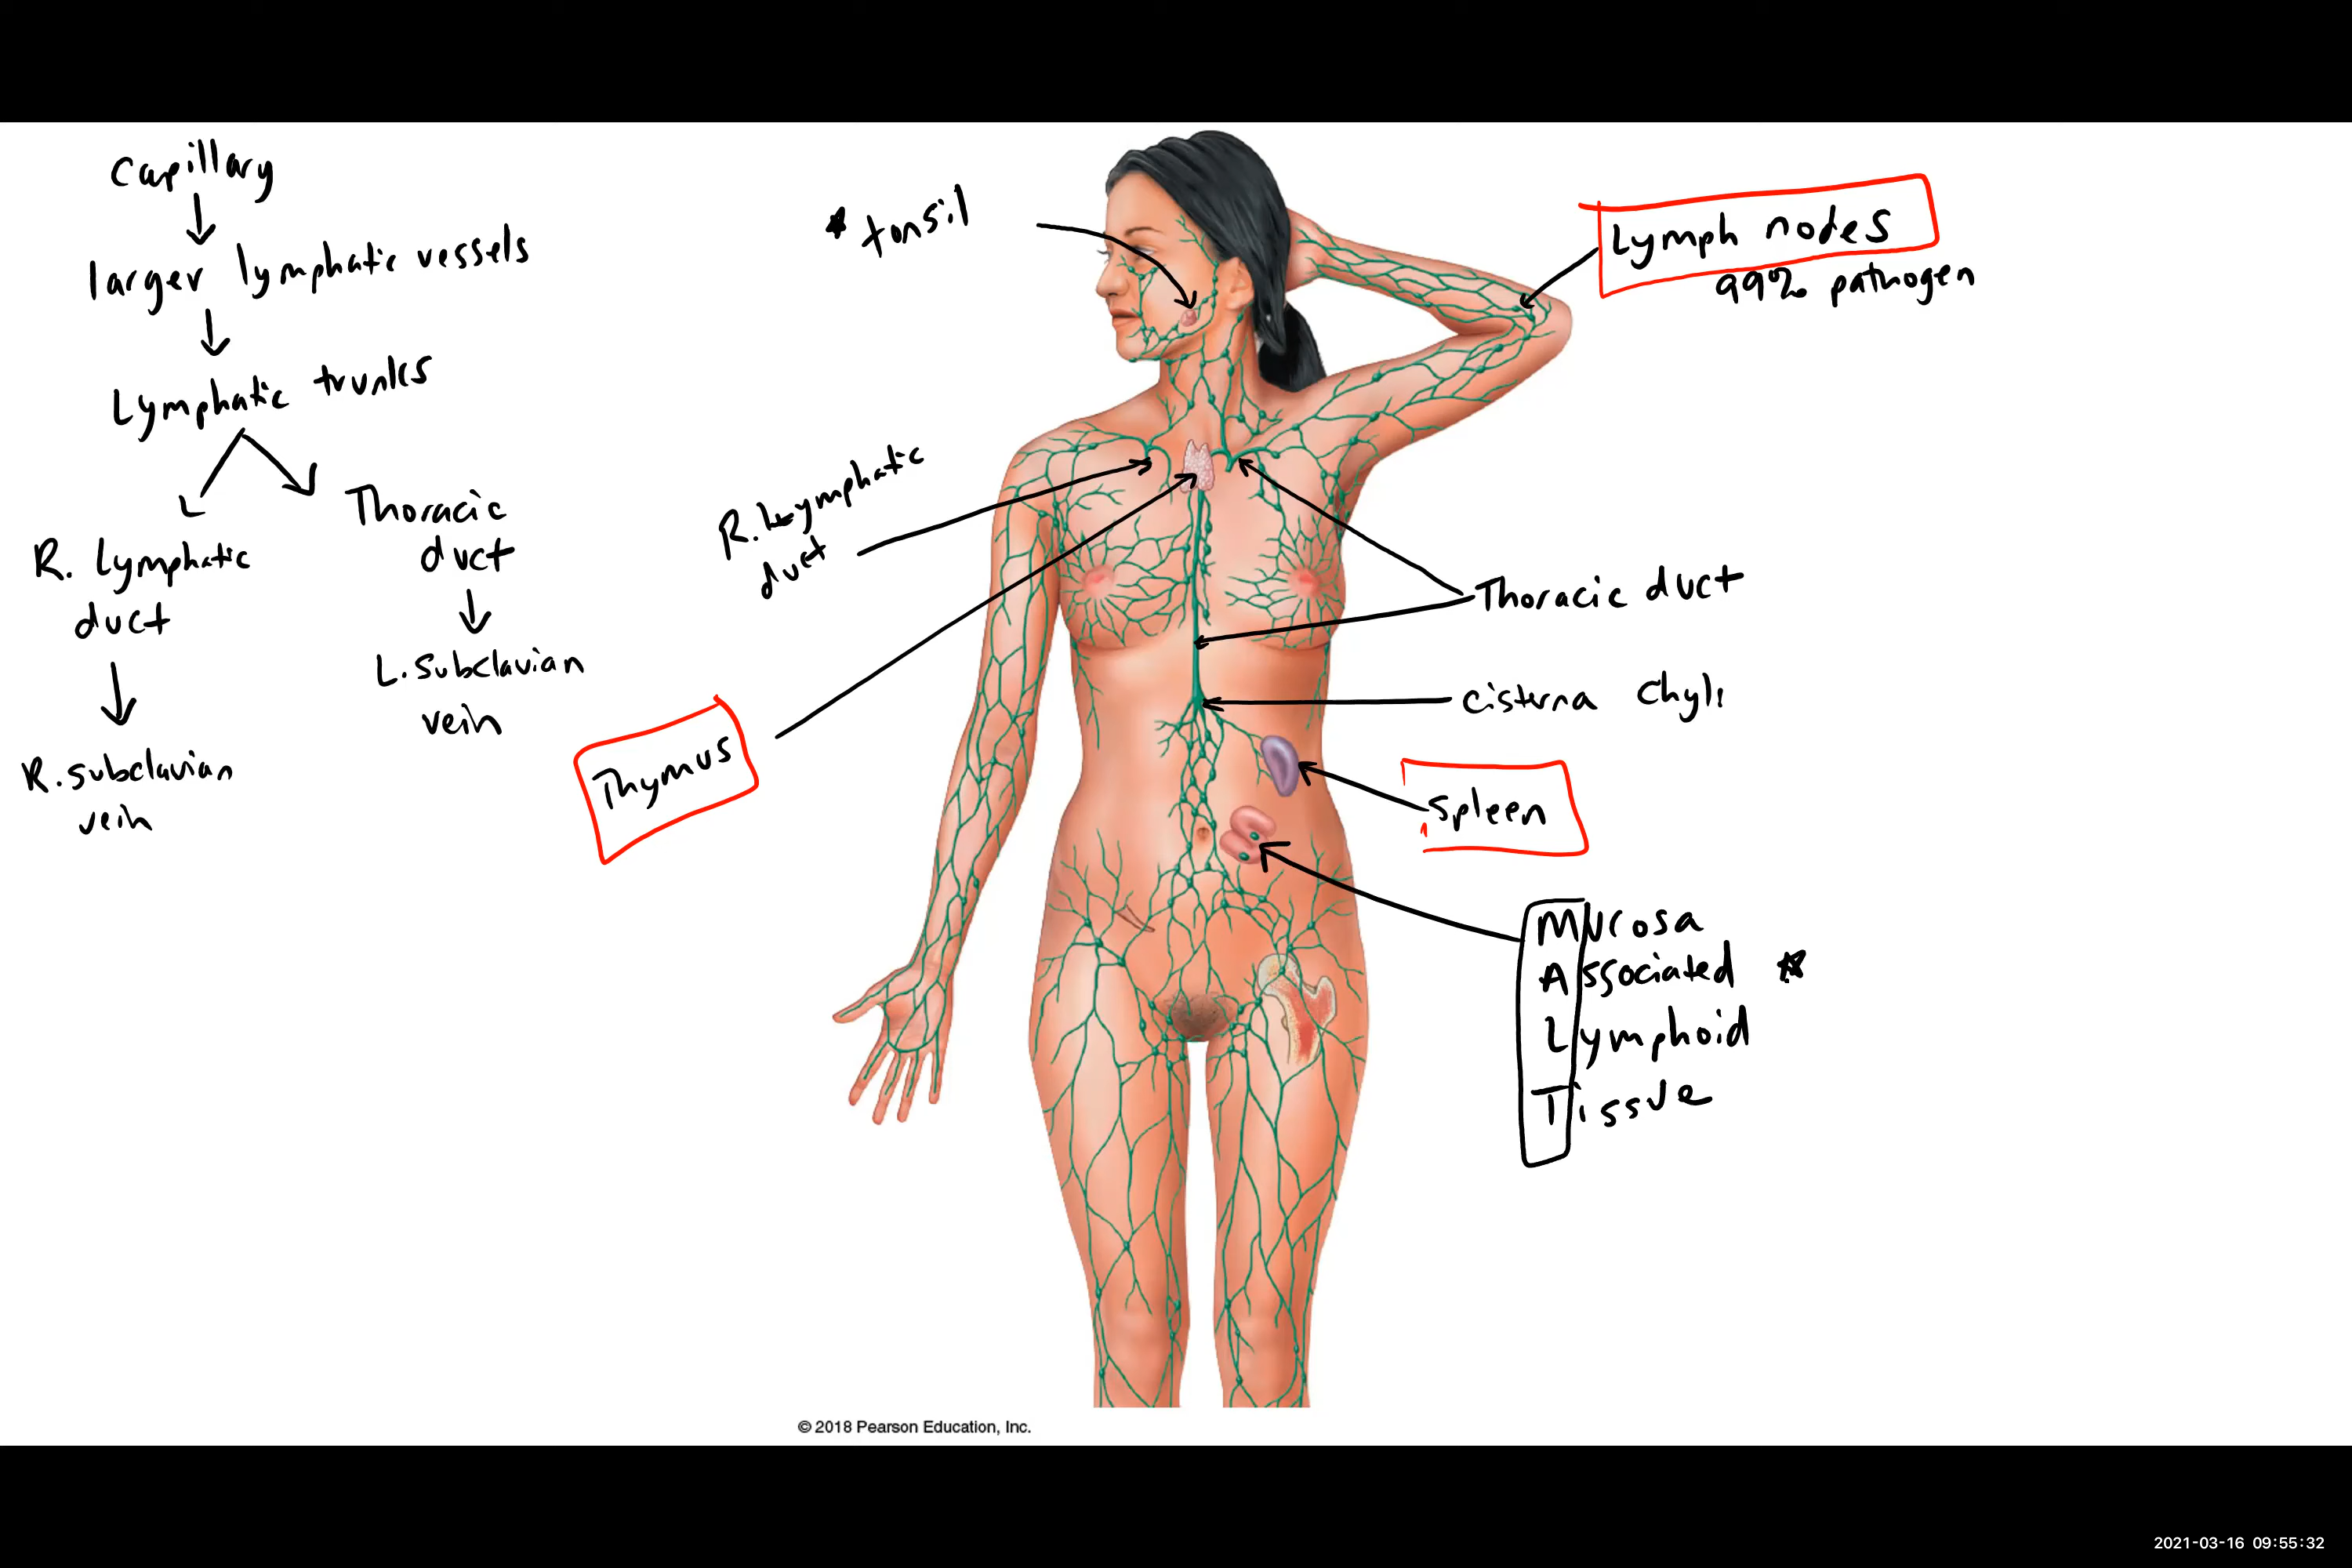 Capillary
larger lymphatic vessels
Lymphatic trunks
R. lymphatic
duct
R. subclavian
vein
Thoracic
duct
L. subclavian
vein
* tonsil
R. Lymphatic
duct
Thymus
Lymph nodes
99% pathogen
Thoracic duct
cisterna chyli
spleen
Mucosa
Associated *
Lymphoid
Tissue
© 2018 Pearson Education, Inc.
2021-03-16 09:55:32